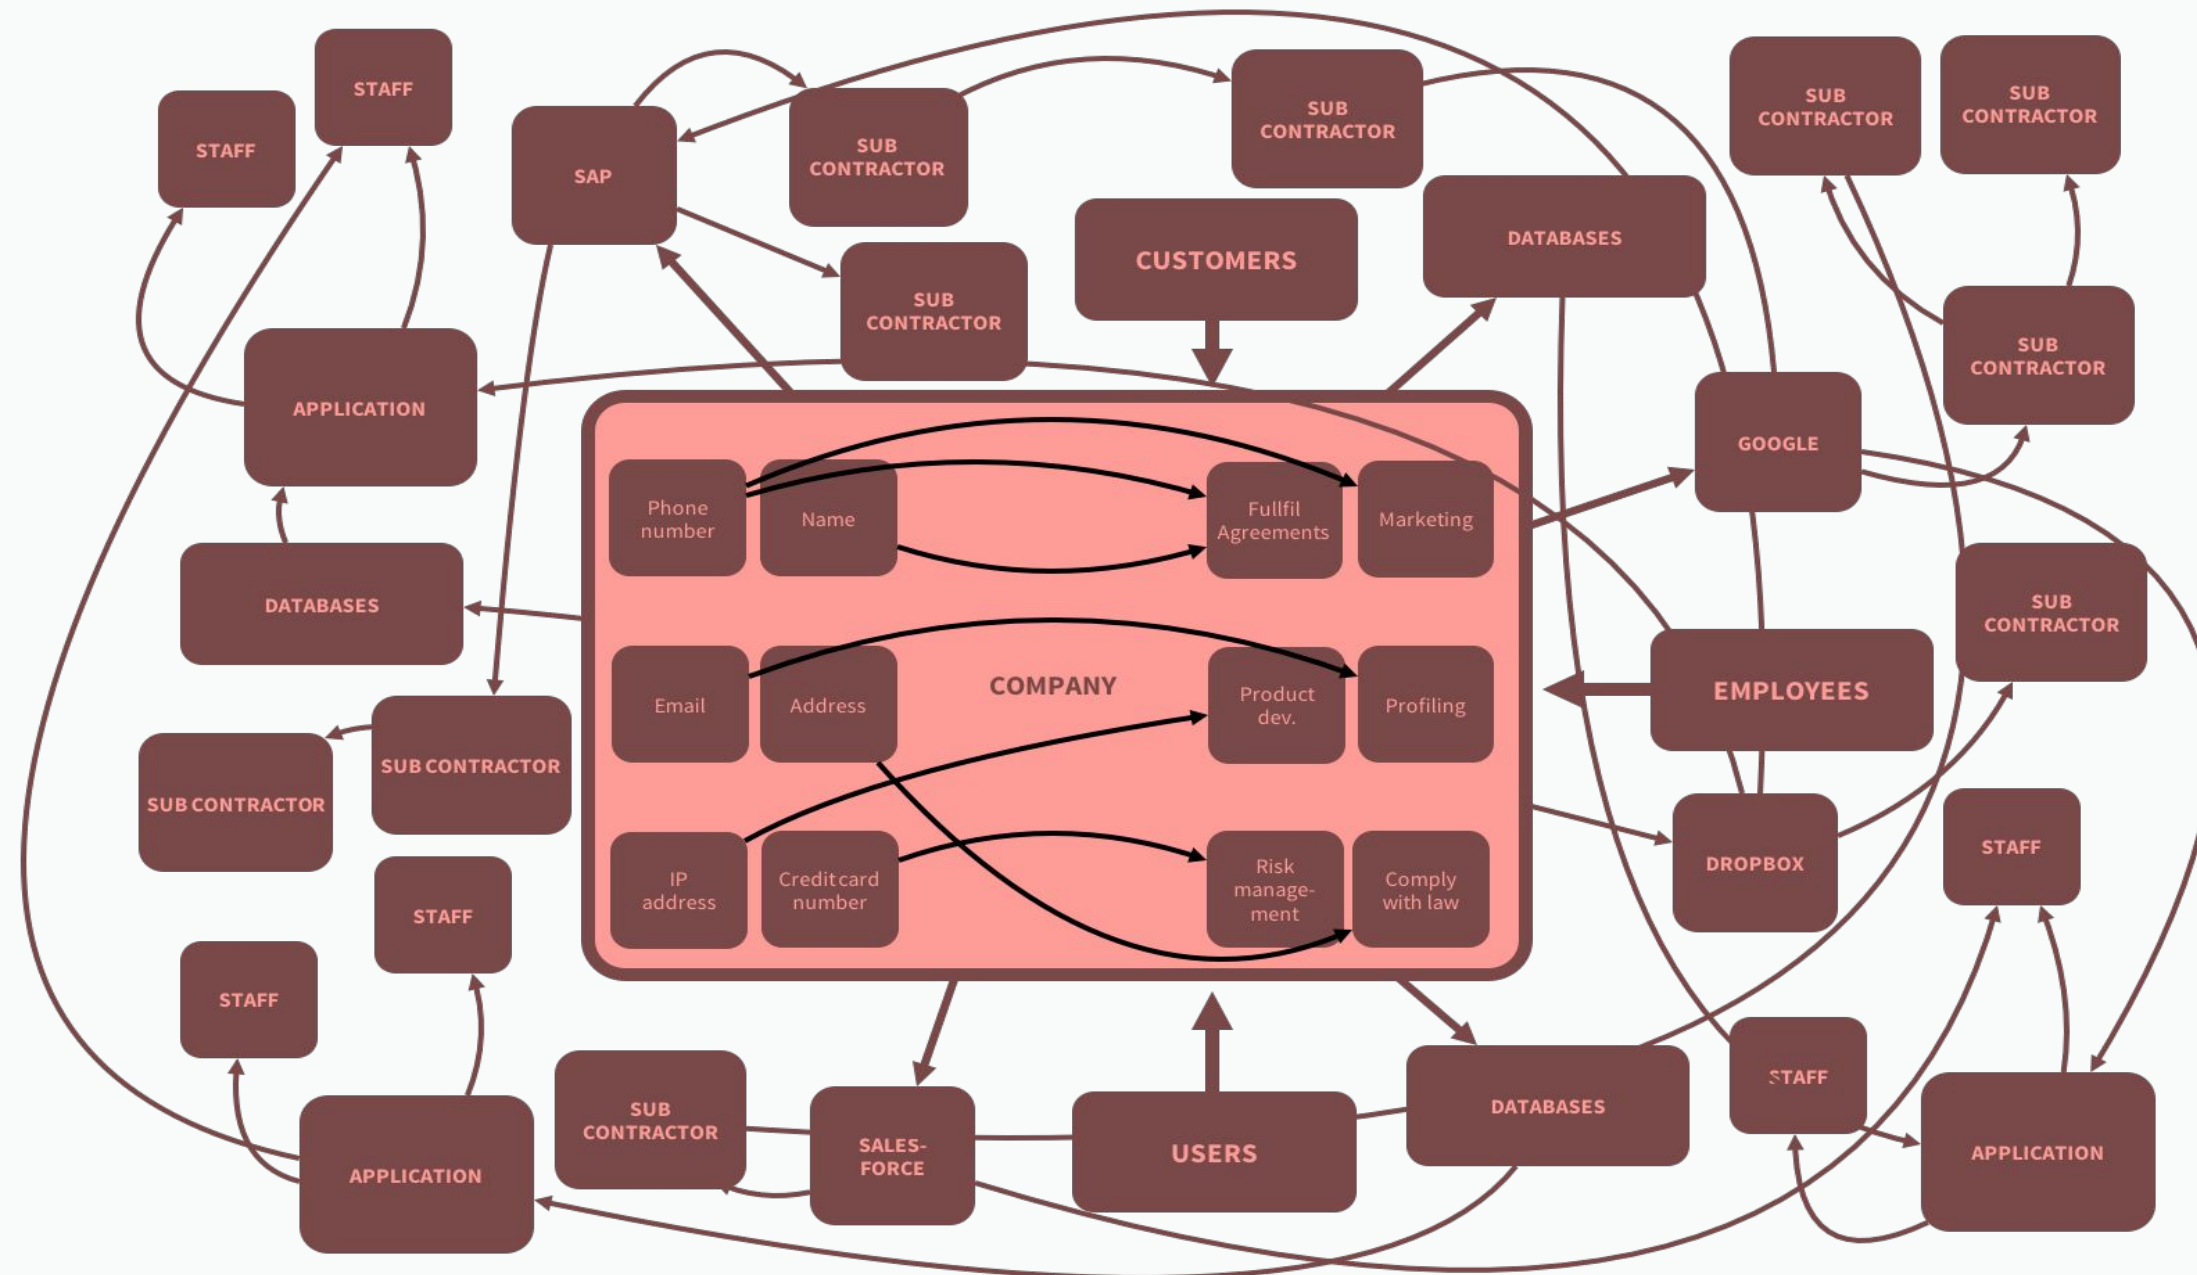 STAFF
STAFF
SAP
SUB
CONTRACTOR
SUB
CONTRACTOR
SUB
CONTRACTOR
SUB
CONTRACTOR
DATABASES
CUSTOMERS
SUB
CONTRACTOR
SUB
CONTRACTOR
APPLICATION
GOOGLE
Phone
number
Name
Fullfil
Agreements
Marketing
DATABASES
SUB
CONTRACTOR
COMPANY
Email
Address
Product
dev.
Profiling
EMPLOYEES
SUB CONTRACTOR
SUB CONTRACTOR
IP
address
Creditcard
number
Risk
manage-
ment
Comply
with law
DROPBOX
STAFF
STAFF
STAFF
SUB
CONTRACTOR
SALES-
FORCE
USERS
DATABASES
STAFF
APPLICATION
APPLICATION